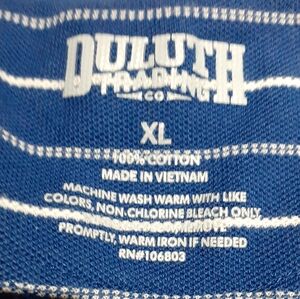 DULUTH
TRADING
CO
XL
100% COTTON
MADE IN VIETNAM
MACHINE WASH WARM WITH LIKE
COLORS, NON-CHLORINE BLEACH ONLY
REMOVE
PROMPTLY, WARM IRON IF NEEDED
RN#106803